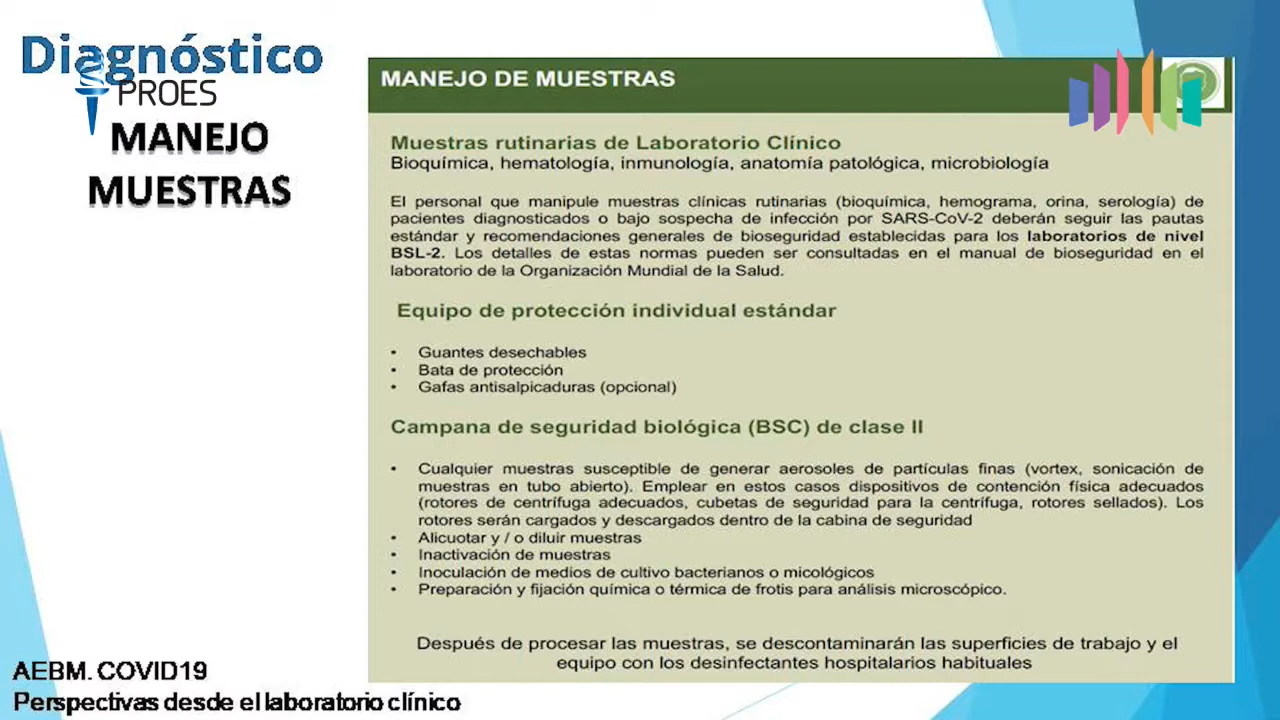 Diagnóstico
PROES
MANEJO
MUESTRAS
MANEJO DE MUESTRAS
Muestras rutinarias de Laboratorio Clínico
Bioquímica, hematología, inmunología, anatomía patológica, microbiología
El personal que manipule muestras clínicas rutinarias (bioquímica, hemograma, orina, serología) de
pacientes diagnosticados o bajo sospecha de infección por SARS-CoV-2 deberán seguir las pautas
estándar y recomendaciones generales de bioseguridad establecidas para los laboratorios de nivel
BSL-2. Los detalles de estas normas pueden ser consultadas en el manual de bioseguridad en el
laboratorio de la Organización Mundial de la Salud.
Equipo de protección individual estándar
• Guantes desechables
• Bata de protección
• Gafas antisalpicaduras (opcional)
Campana de seguridad biológica (BSC) de clase II
• Cualquier muestras susceptible de generar aerosoles de partículas finas (vortex, sonicación de
muestras en tubo abierto). Emplear en estos casos dispositivos de contención física adecuados
(rotores de centrífuga adecuados, cubetas de seguridad para la centrífuga, rotores sellados). Los
rotores serán cargados y descargados dentro de la cabina de seguridad
• Alicuotar y / o diluir muestras
• Inactivación de muestras
• Inoculación de medios de cultivo bacterianos o micológicos
• Preparación y fijación química o térmica de frotis para análisis microscópico.
Después de procesar las muestras, se descontaminarán las superficies de trabajo y el
equipo con los desinfectantes hospitalarios habituales
AEBM. COVID19
Perspectivas desde el laboratorio clínico